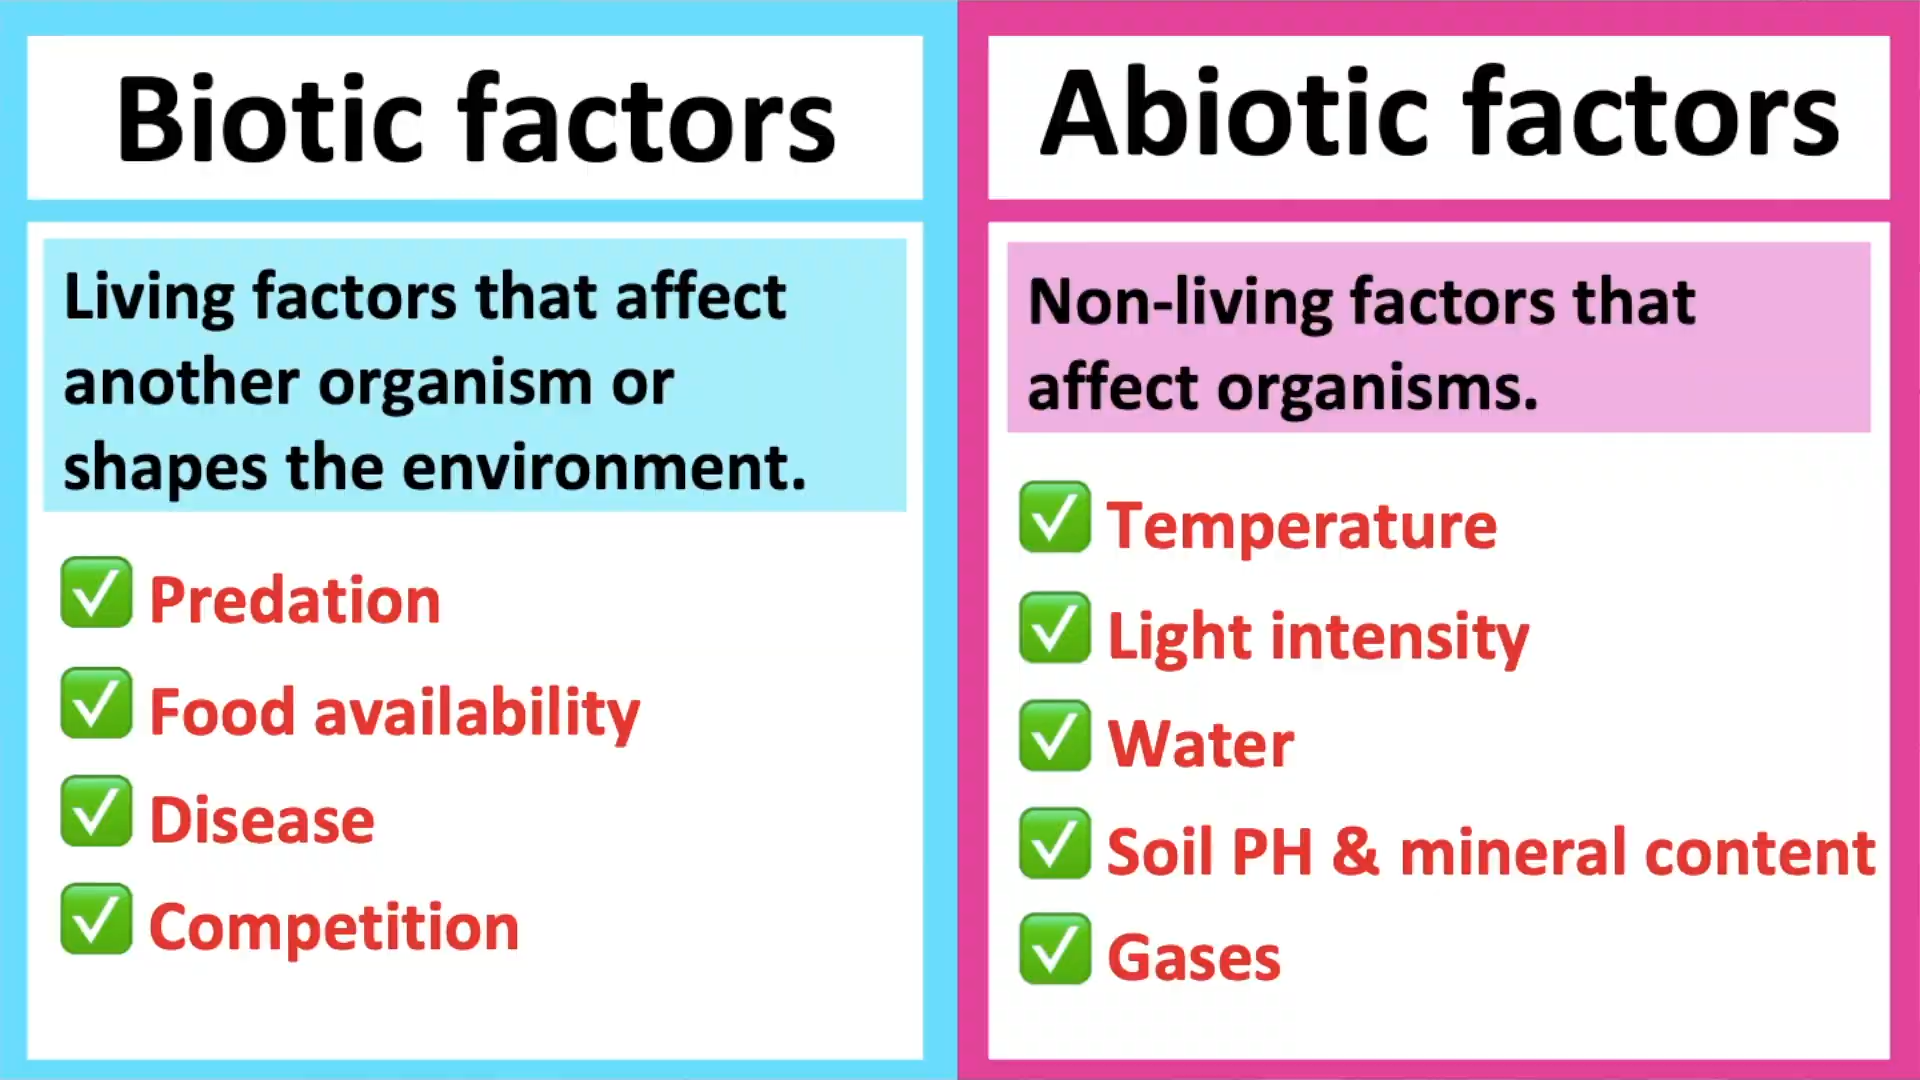 Biotic factors
Living factors that affect
another organism or
shapes the environment.
✅ Predation
✅ Food availability
✅ Disease
✅ Competition
Abiotic factors
Non-living factors that
affect organisms.
✅ Temperature
✅ Light intensity
✅ Water
✅ Soil PH & mineral content
✅ Gases